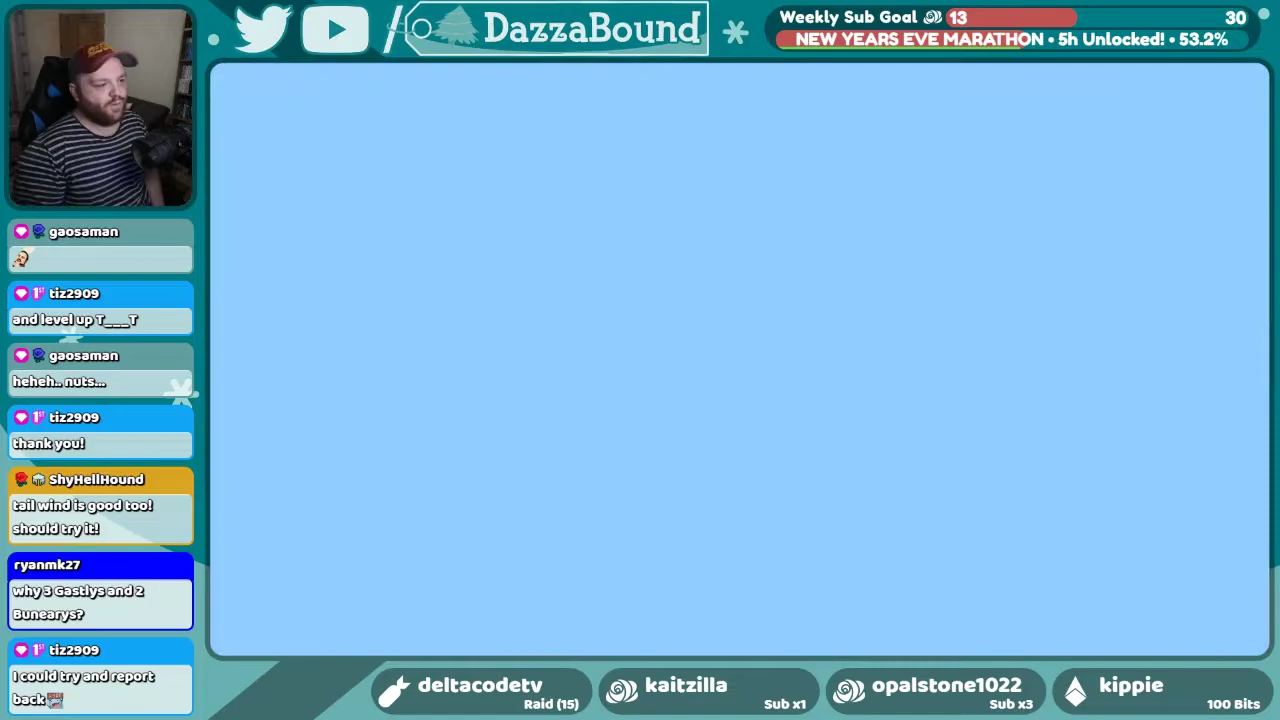 / DazzaBound
Weekly Sub Goal 13 30
NEW YEARS EVE MARATHON • 5h Unlocked! • 53.2%
gaosaman
tiz2909
and level up T___T
gaosaman
heheh.. nuts...
tiz2909
thank you!
ShyHellHound
tail wind is good too!
should try it!
ryanmk27
why 3 Gastlys and 2
Bunearys?
tiz2909
I could try and report
back
deltacodetv
Raid (15)
kaitzilla
Sub x1
opalstone1022
Sub x3
kippie
100 Bits